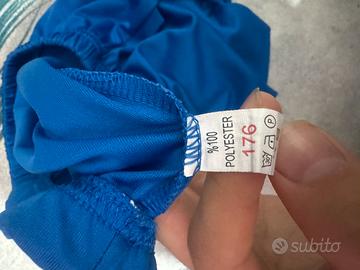 %100
POLYESTER
176
P
subito